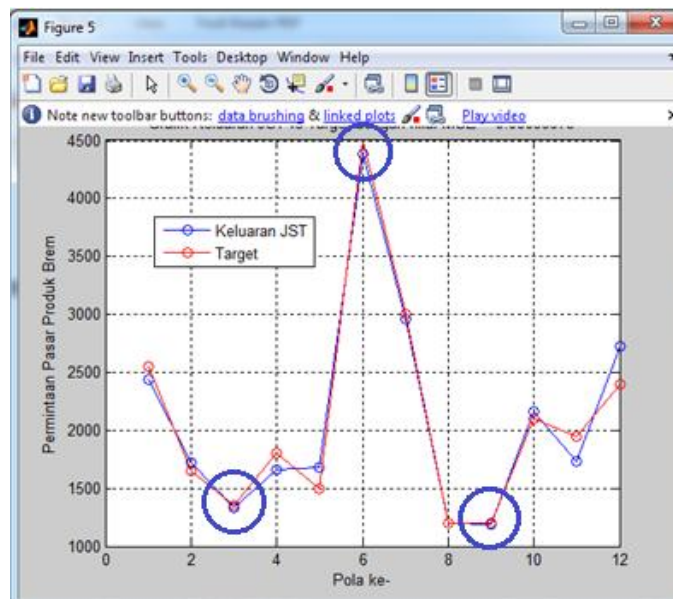 Figure 5
File Edit View Insert Tools Desktop Window Help
Note new toolbar buttons: data brushing & linked plots Play video
4500
4000
3500
3000
2500
2000
1500
1000
Permintaan Pasar Produk Brem
Keluaran JST
Target
0 2 4 6 8 10 12
Pola ke-